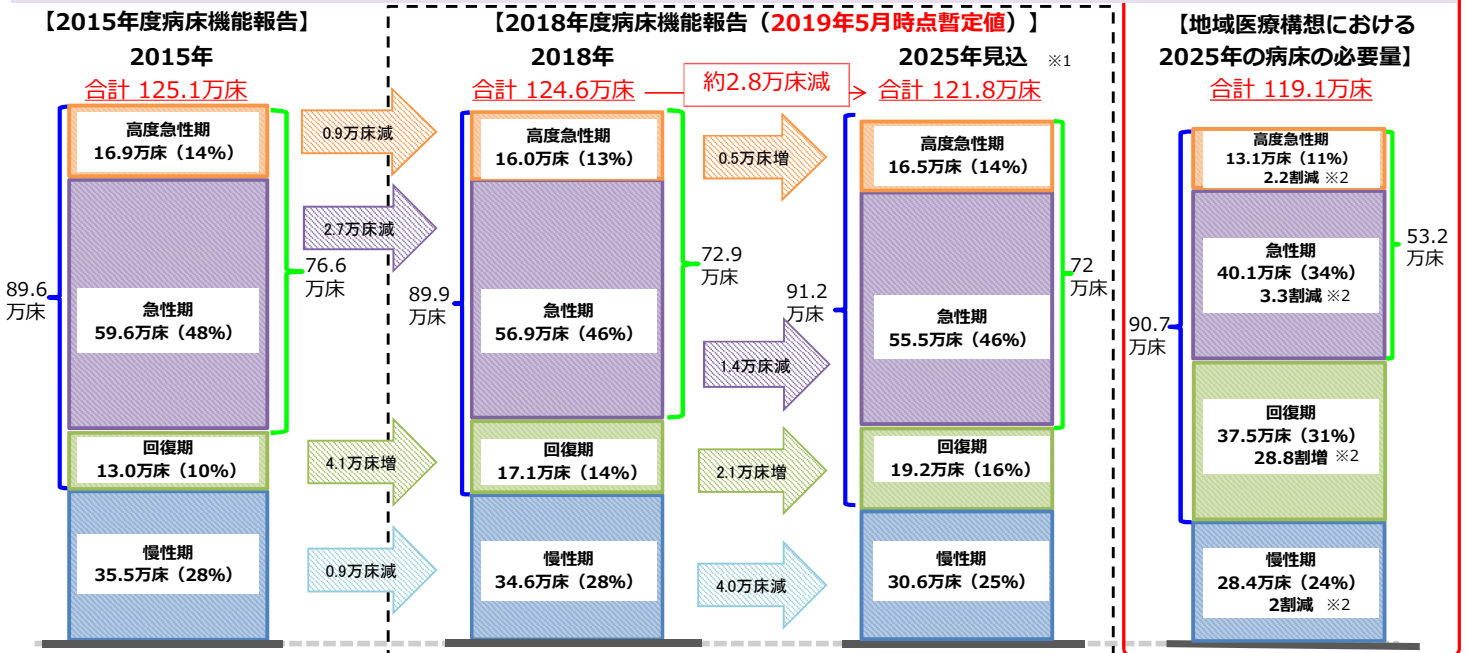 【2015年度病床機能報告】
2015年
合計 125.1万床
高度急性期
16.9万床（14%）
急性期
59.6万床（48%）
回復期
13.0万床（10%）
慢性期
35.5万床（28%）
89.6
万床
76.6
万床
0.9万床減
2.7万床減
4.1万床増
0.9万床減
【2018年度病床機能報告（2019年5月時点暫定値）】
2018年
合計 124.6万床
高度急性期
16.0万床（13%）
急性期
56.9万床（46%）
回復期
17.1万床（14%）
慢性期
34.6万床（28%）
89.9
万床
72.9
万床
約2.8万床減
0.5万床増
1.4万床減
2.1万床増
4.0万床減
2025年見込 ※1
合計 121.8万床
高度急性期
16.5万床（14%）
急性期
55.5万床（46%）
回復期
19.2万床（16%）
慢性期
30.6万床（25%）
91.2
万床
72
万床
【地域医療構想における
2025年の病床の必要量】
合計 119.1万床
高度急性期
13.1万床（11%）
2.2割減 ※2
急性期
40.1万床（34%）
3.3割減 ※2
回復期
37.5万床（31%）
28.8割増 ※2
慢性期
28.4万床（24%）
2割減 ※2
90.7
万床
53.2
万床